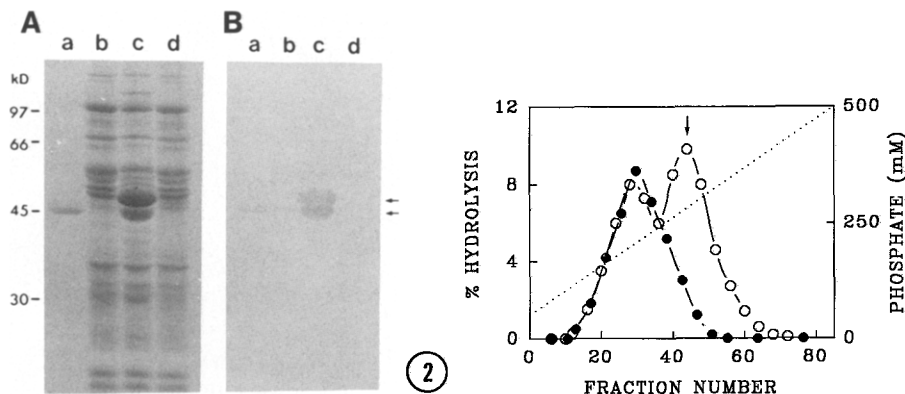 A
B
a b c d
a b c d
kD
97
66
45
30
2
12
8
4
0
% HYDROLYSIS
500
250
0
PHOSPHATE (mM)
0 20 40 60 80
FRACTION NUMBER